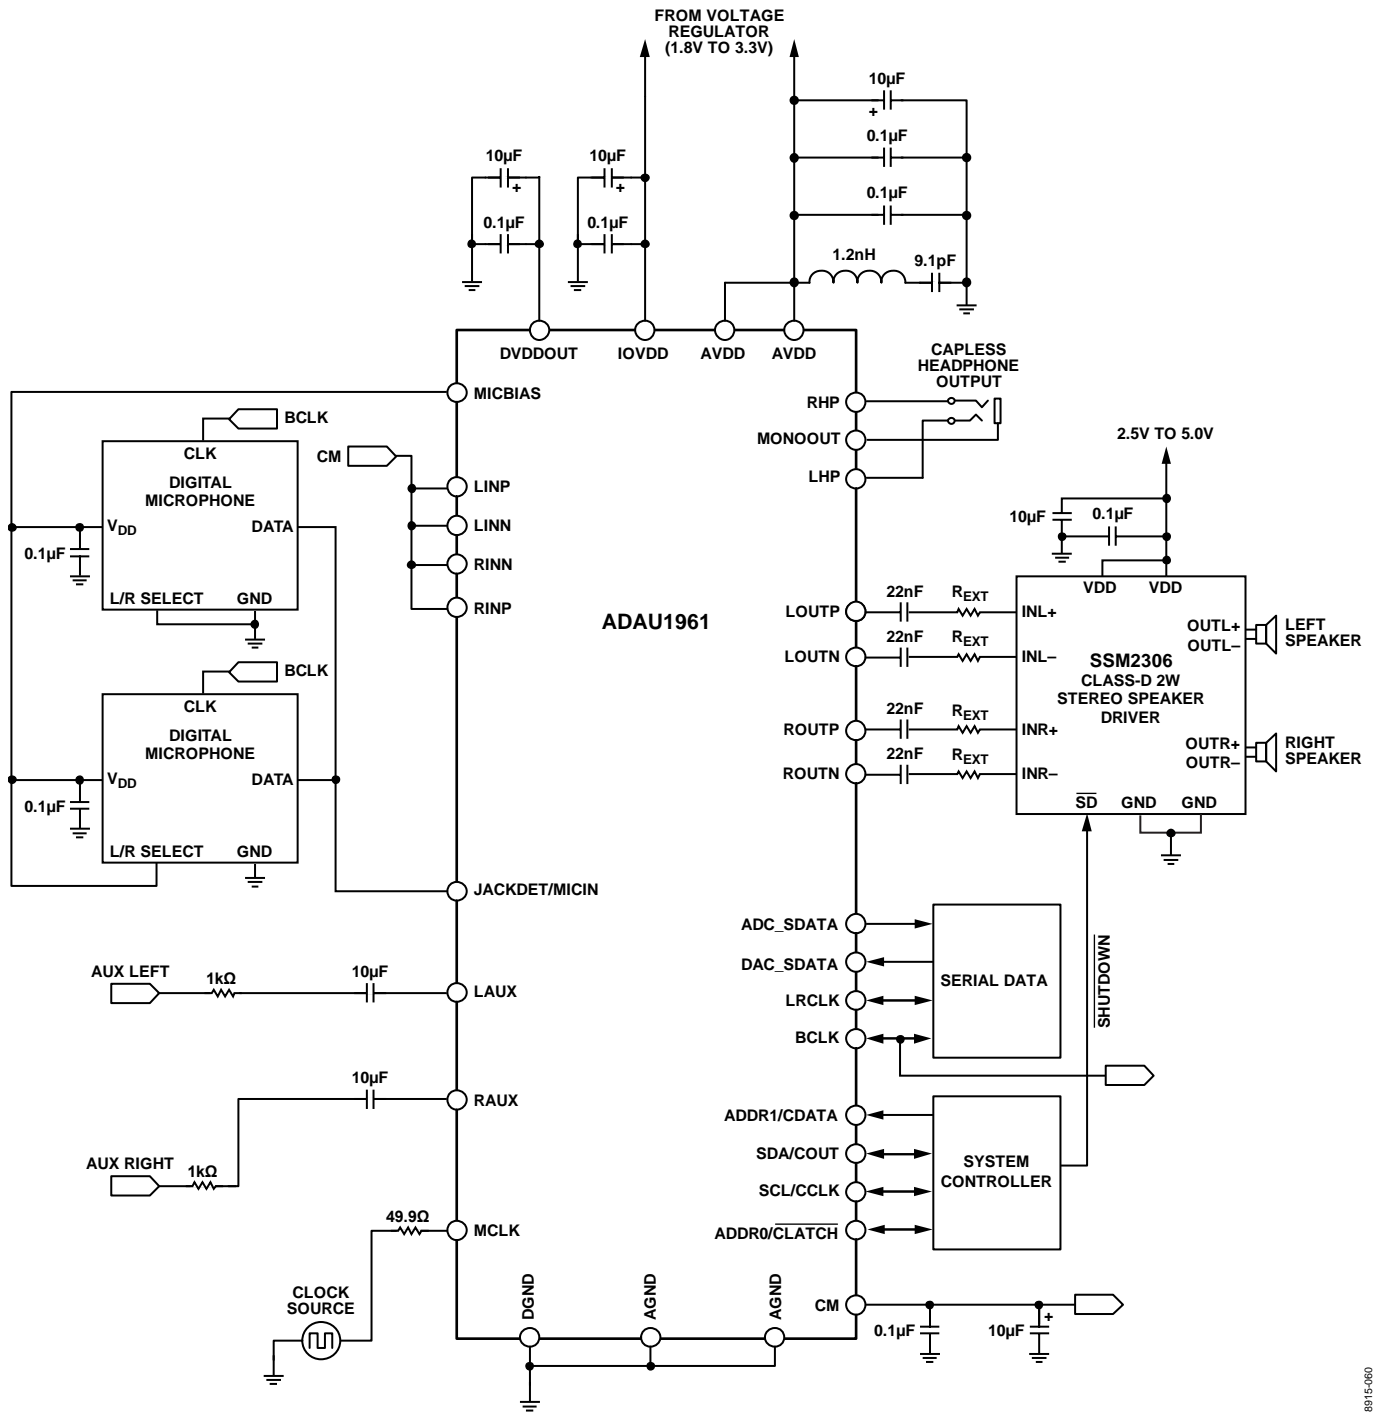 FROM VOLTAGE
REGULATOR
(1.8V TO 3.3V)
10µF
0.1µF
0.1µF
1.2nH
9.1pF
10µF
0.1µF
10µF
0.1µF
DVDDOUT
IOVDD
AVDD
AVDD
MICBIAS
BCLK
CLK
DIGITAL
MICROPHONE
VDD
DATA
0.1µF
L/R SELECT
GND
CM
LINP
LINN
RINN
RINP
BCLK
CLK
DIGITAL
MICROPHONE
VDD
DATA
0.1µF
L/R SELECT
GND
JACKDET/MICIN
AUX LEFT
1kΩ
10µF
LAUX
10µF
RAUX
AUX RIGHT
1kΩ
49.9Ω
MCLK
CLOCK
SOURCE
DGND
AGND
AGND
ADAU1961
CAPLESS
HEADPHONE
OUTPUT
RHP
MONOOUT
LHP
2.5V TO 5.0V
10µF
0.1µF
VDD
VDD
LOUTP
22nF
REXT
INL+
LOUTN
22nF
REXT
INL–
ROUTP
22nF
REXT
INR+
ROUTN
22nF
REXT
INR–
SSM2306
CLASS-D 2W
STEREO SPEAKER
DRIVER
OUTL+
OUTL–
LEFT
SPEAKER
OUTR+
OUTR–
RIGHT
SPEAKER
SD
GND
GND
ADC_SDATA
DAC_SDATA
LRCLK
BCLK
SERIAL DATA
SHUTDOWN
ADDR1/CDATA
SDA/COUT
SCL/CCLK
ADDR0/CLATCH
SYSTEM
CONTROLLER
CM
0.1µF
10µF
8915-060